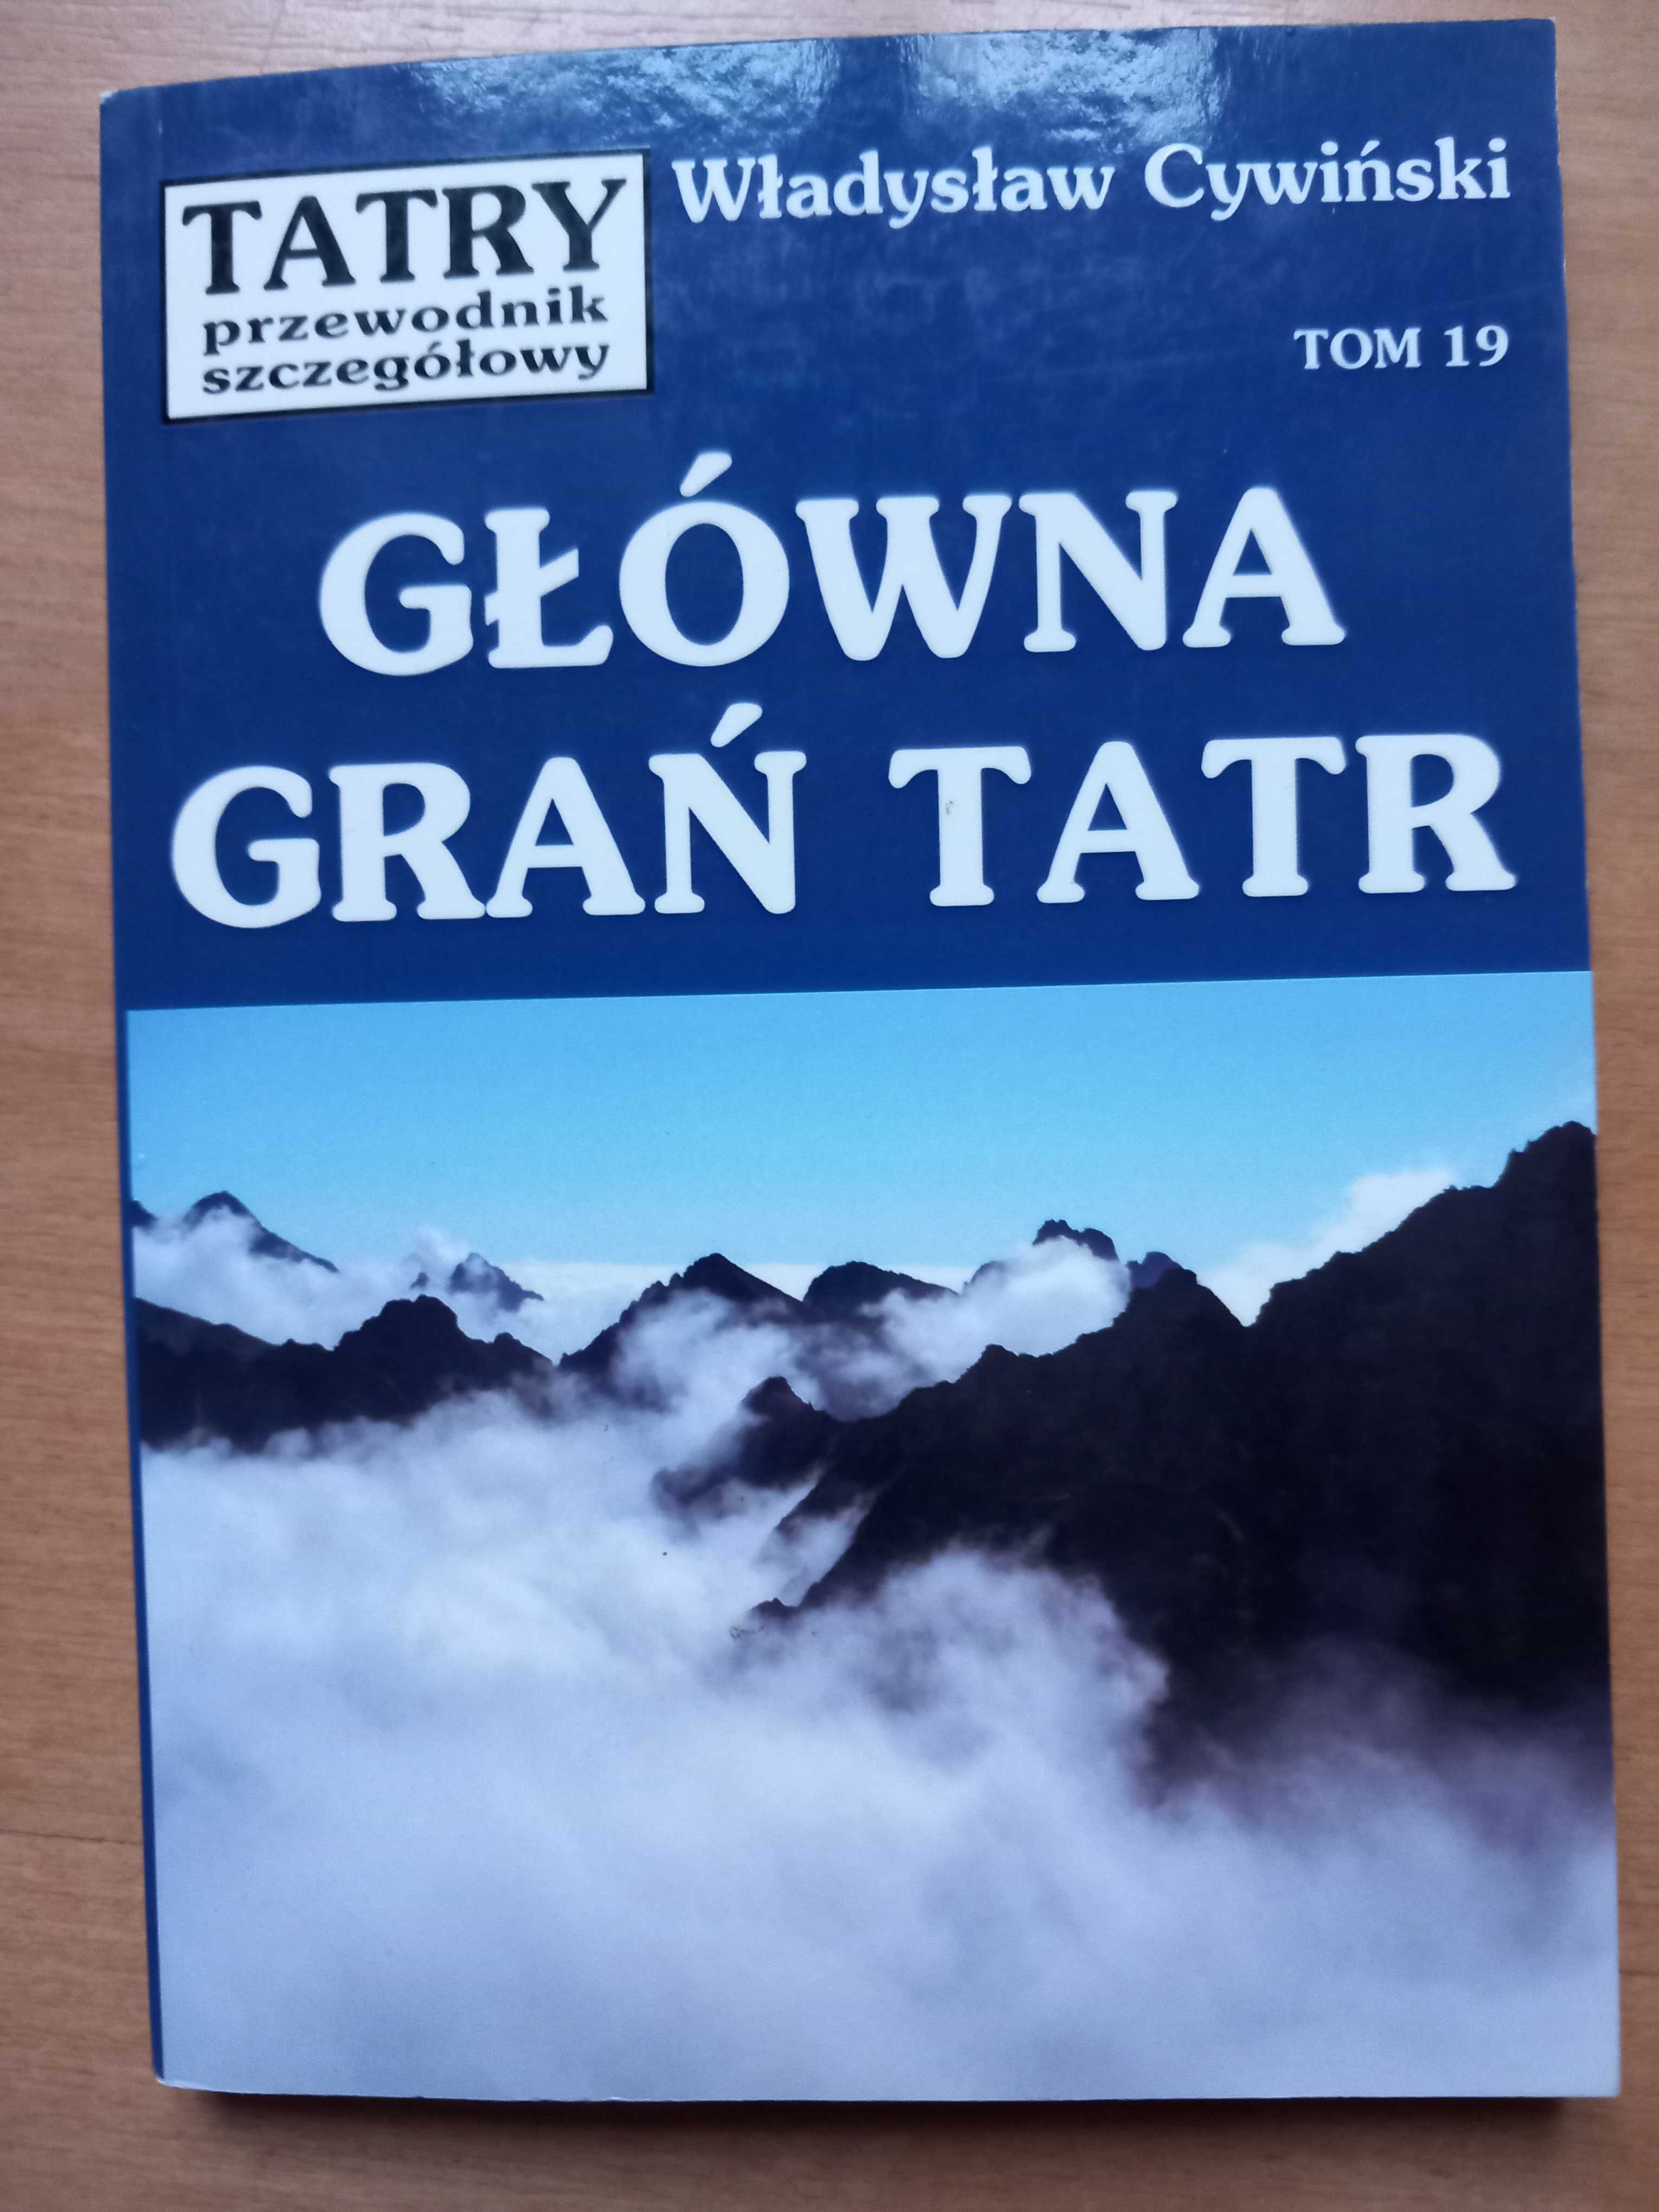 TATRY
przewodnik
szczegółowy
Władysław Cywiński
TOM 19
GŁÓWNA
GRAŃ TATR